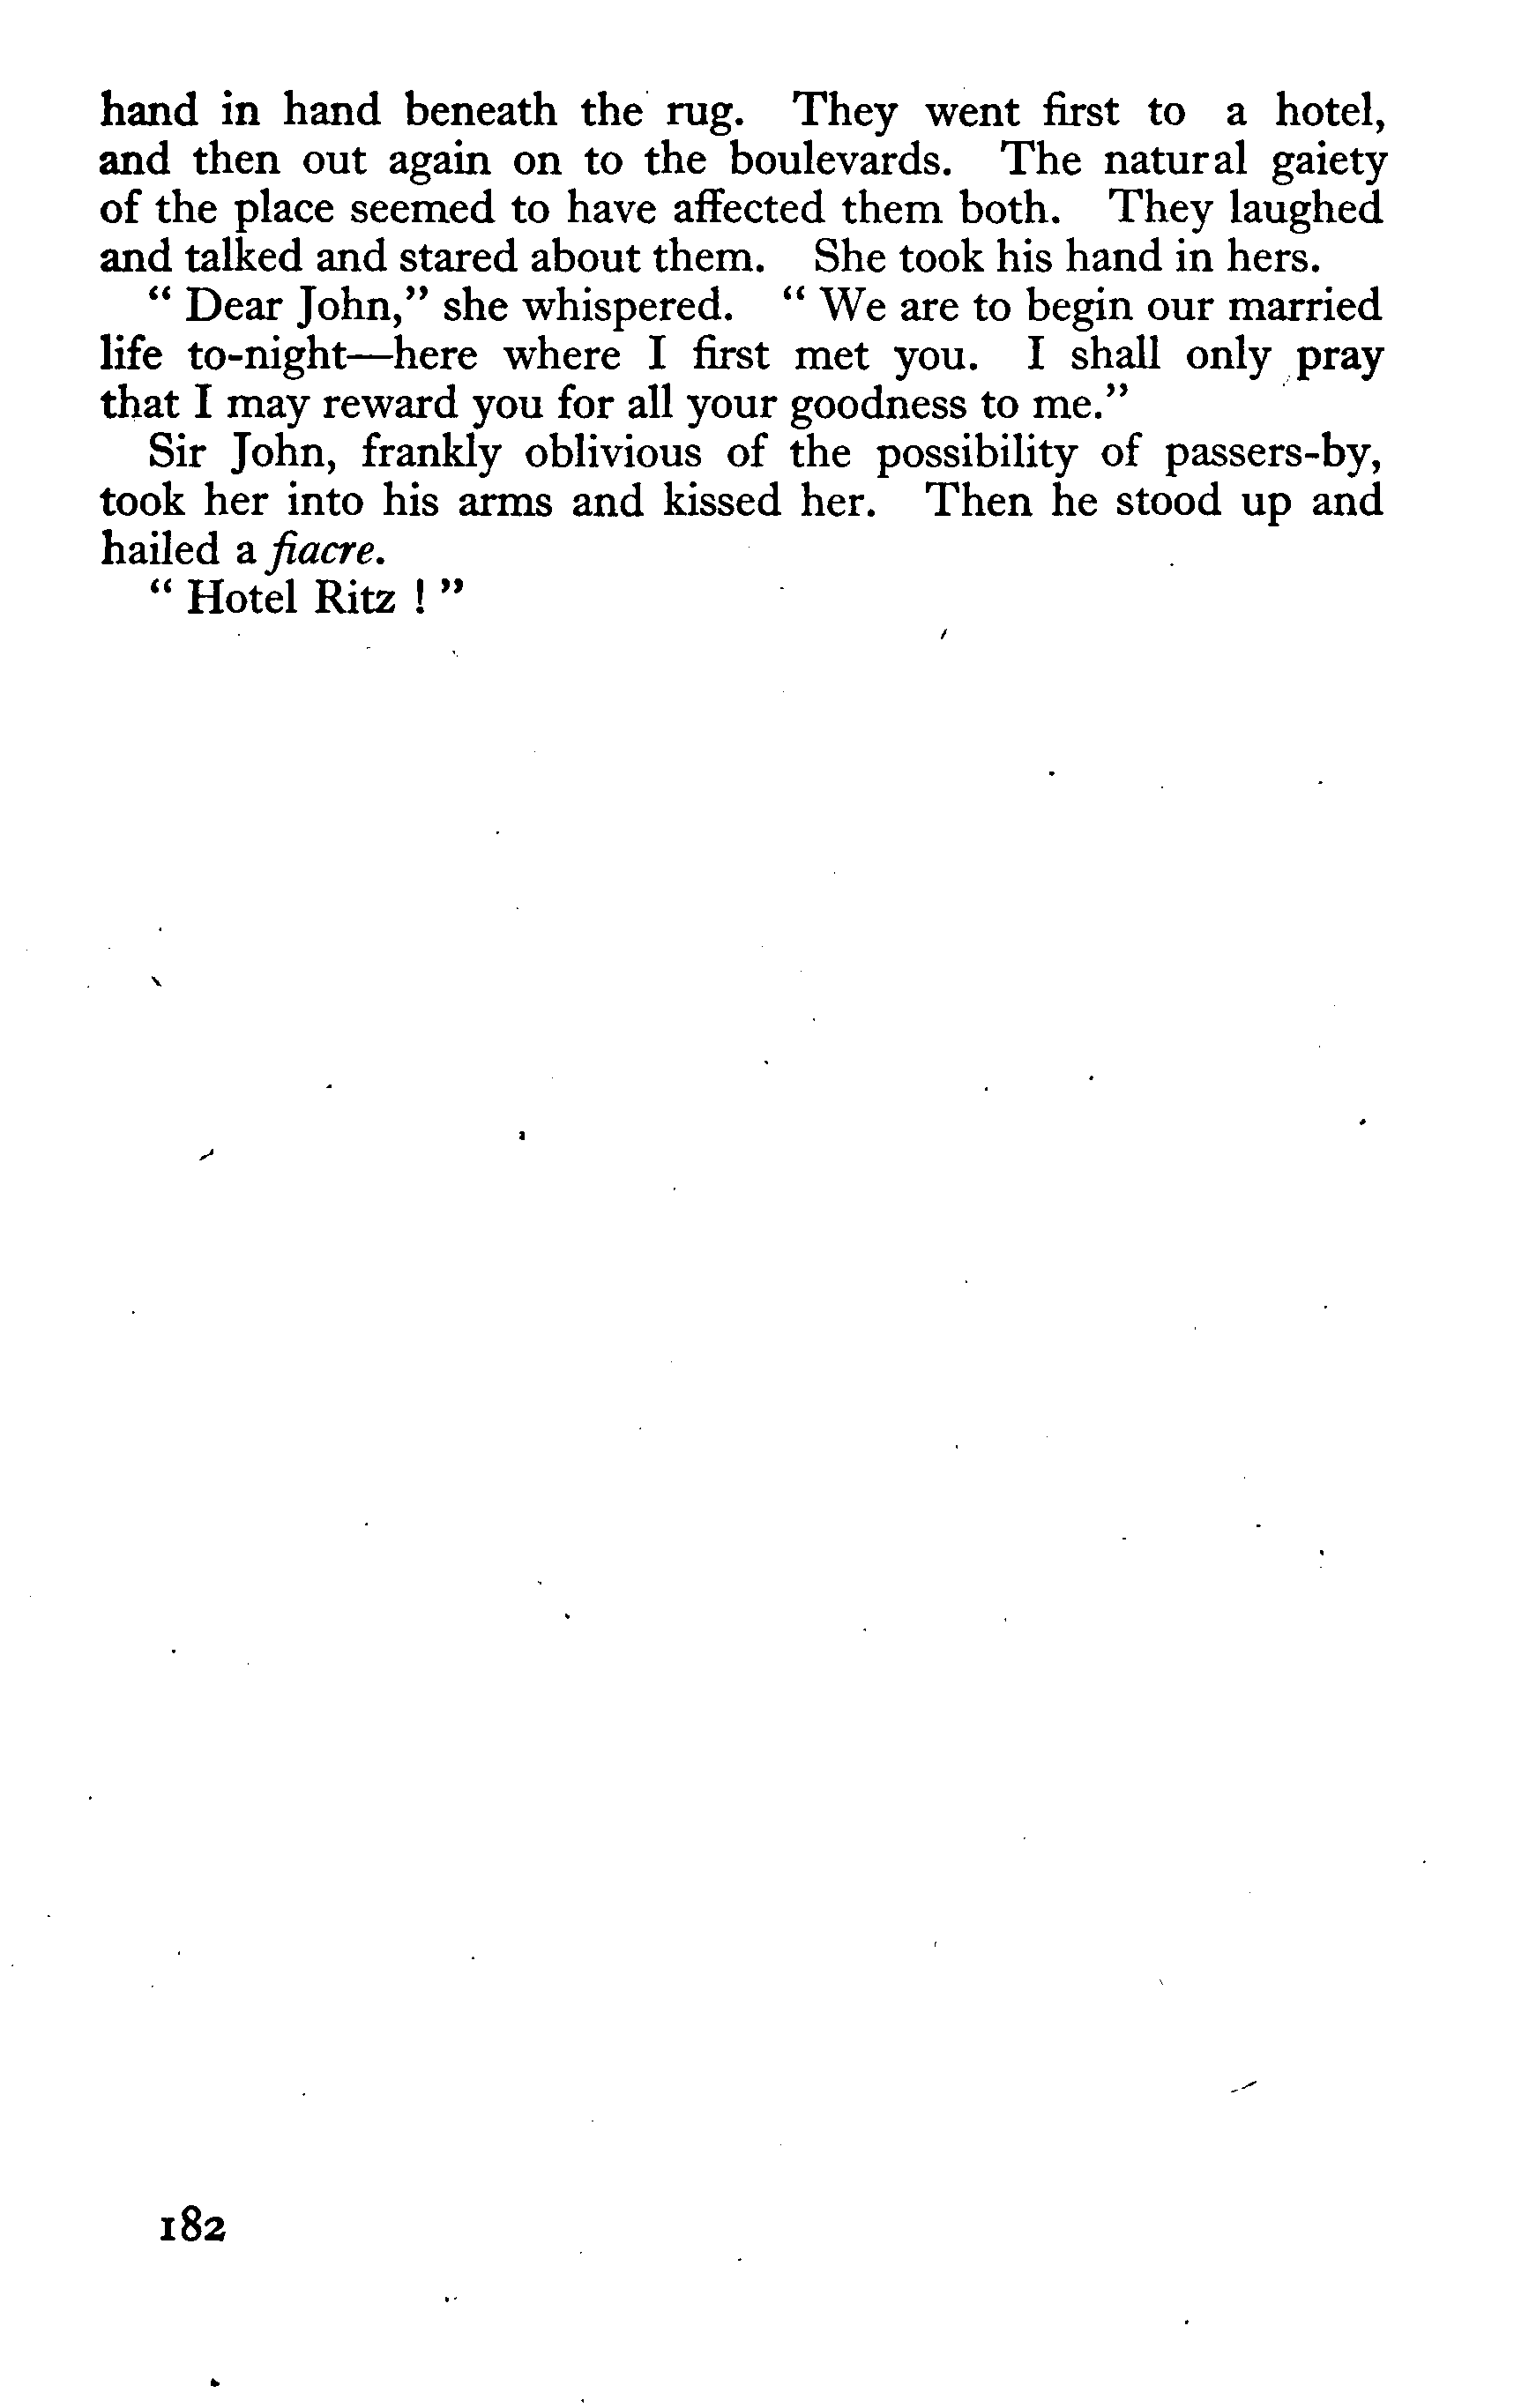 hand in hand beneath the rug. They went first to a hotel,
and then out again on to the boulevards. The natural gaiety
of the place seemed to have affected them both. They laughed
and talked and stared about them. She took his hand in hers.
“ Dear John,” she whispered. “ We are to begin our married
life to-night—here where I first met you. I shall only pray
that I may reward you for all your goodness to me.”
Sir John, frankly oblivious of the possibility of passers-by,
took her into his arms and kissed her. Then he stood up and
hailed a fiacre.
“ Hotel Ritz ! ”
182